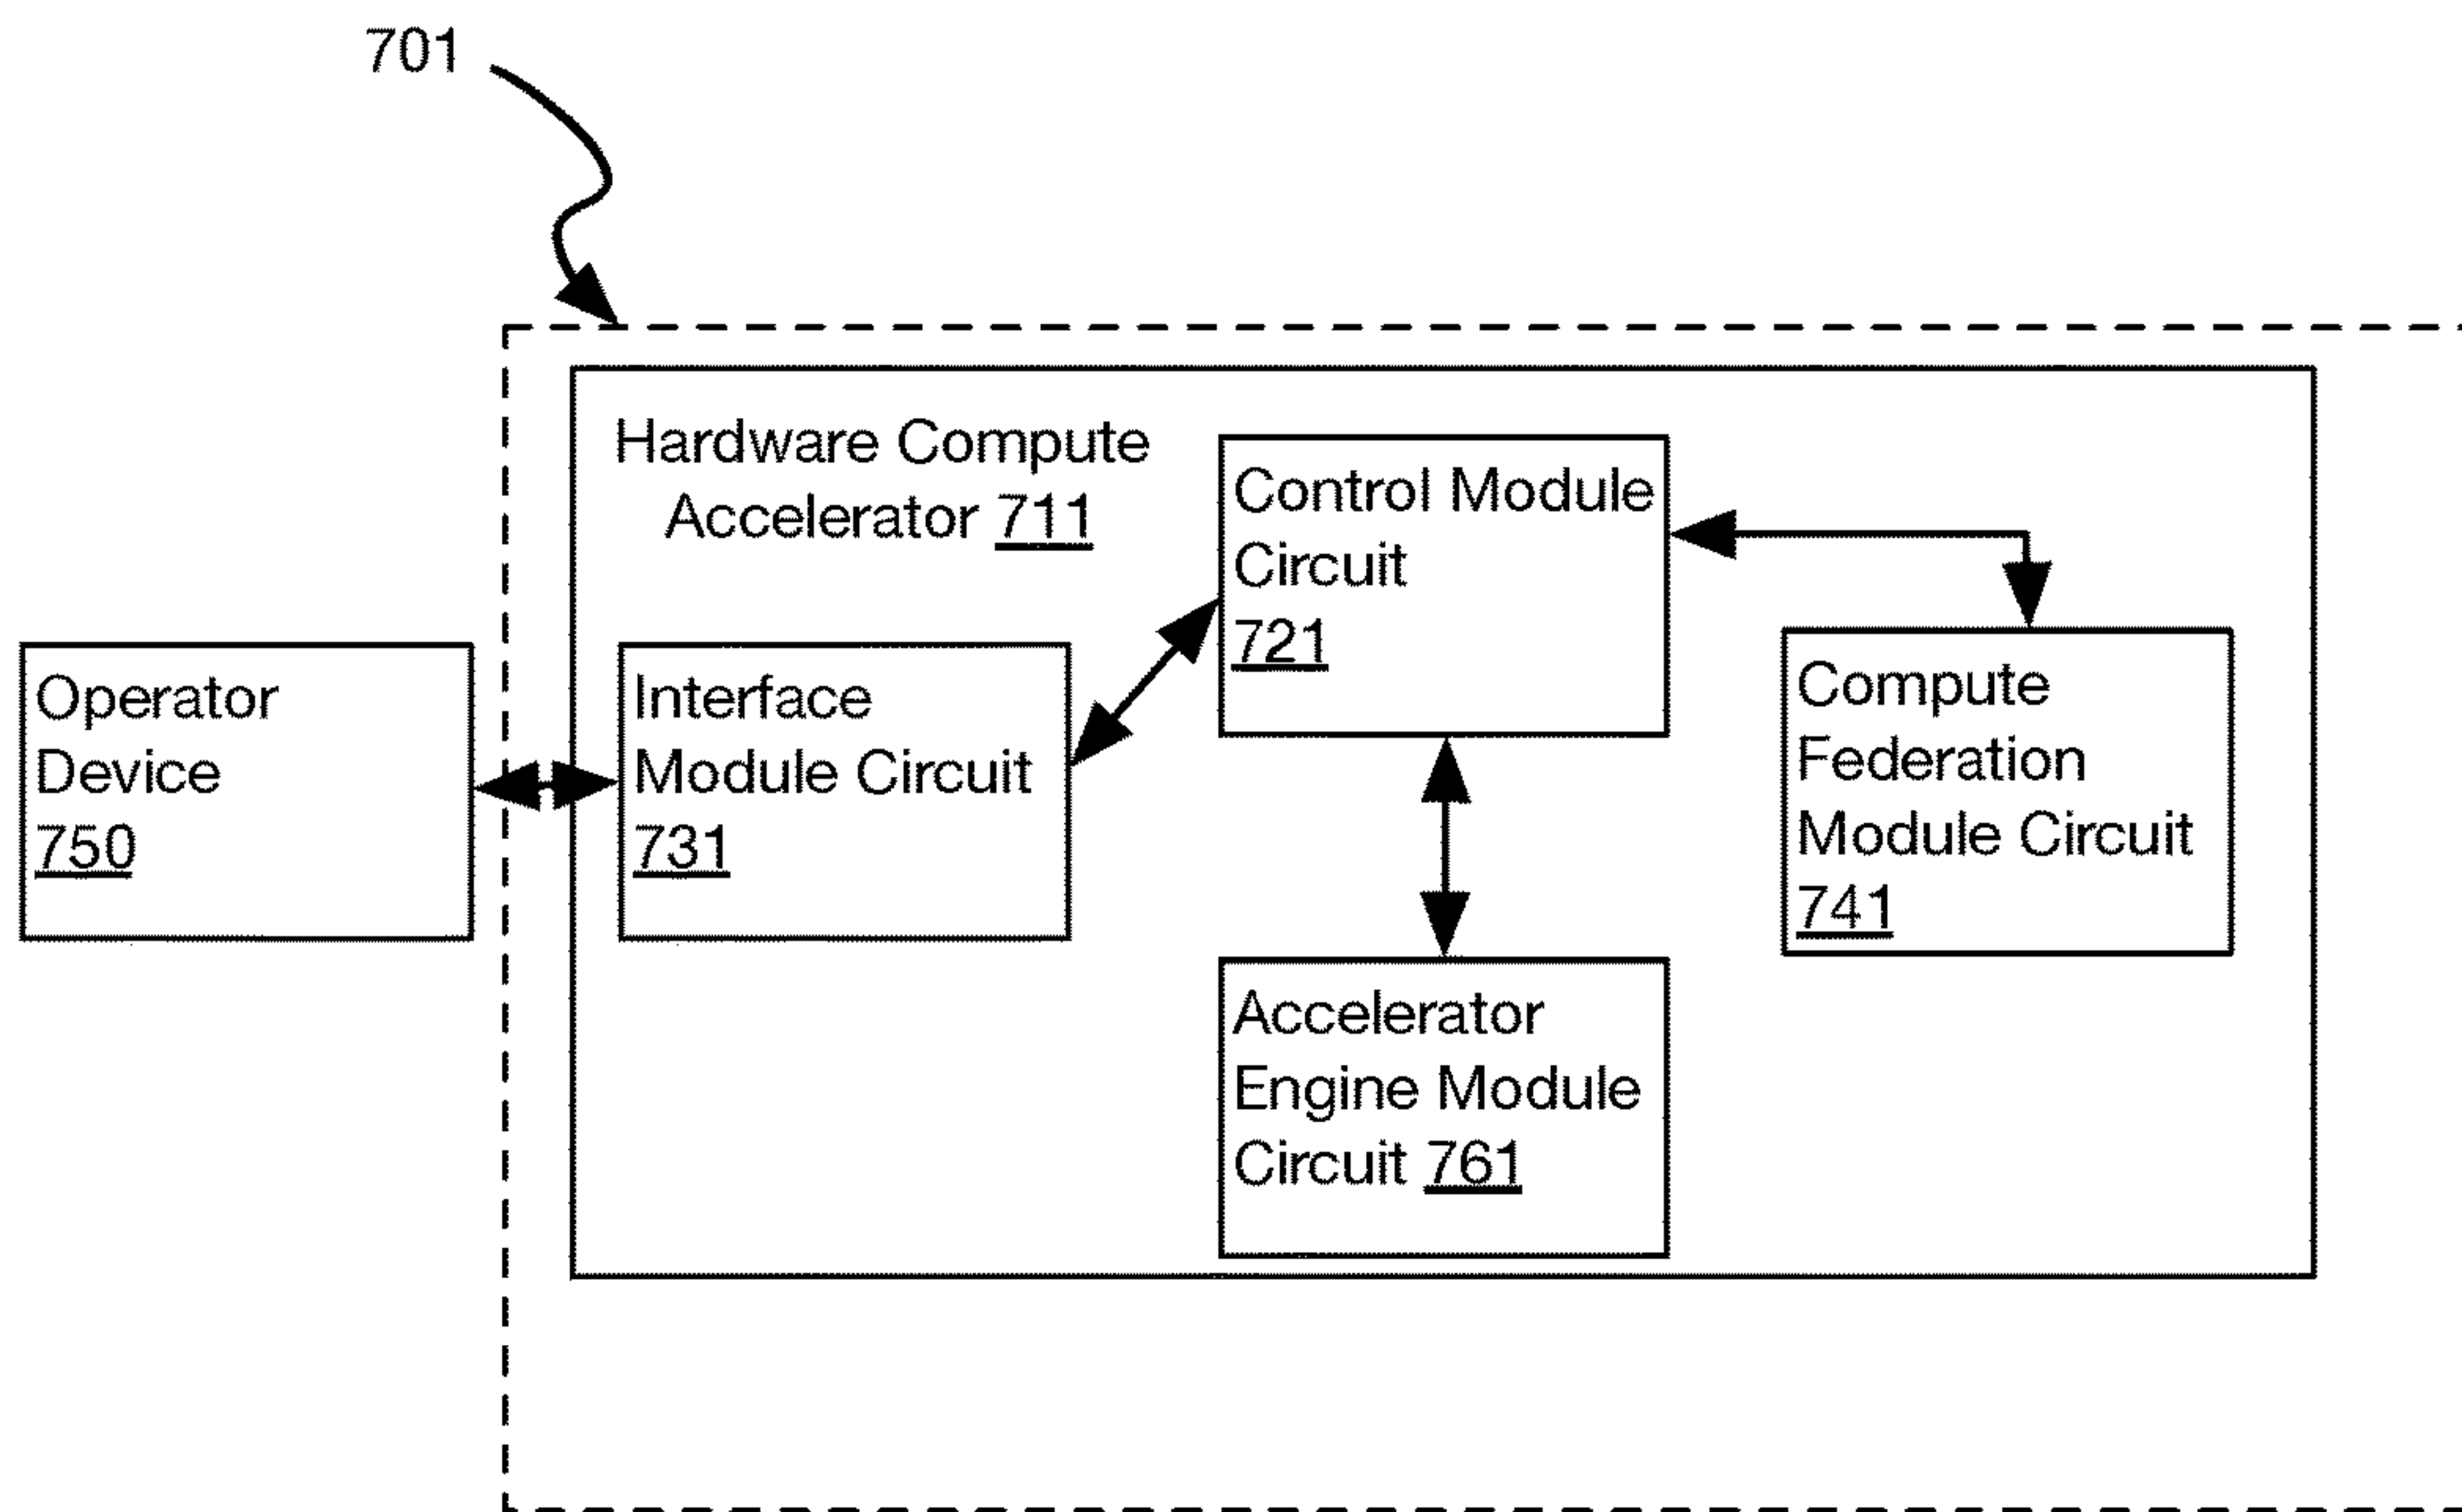 701
Hardware Compute
Accelerator 711
Control Module
Circuit
721
Operator
Device
750
Interface
Module Circuit
731
Compute
Federation
Module Circuit
741
Accelerator
Engine Module
Circuit 761